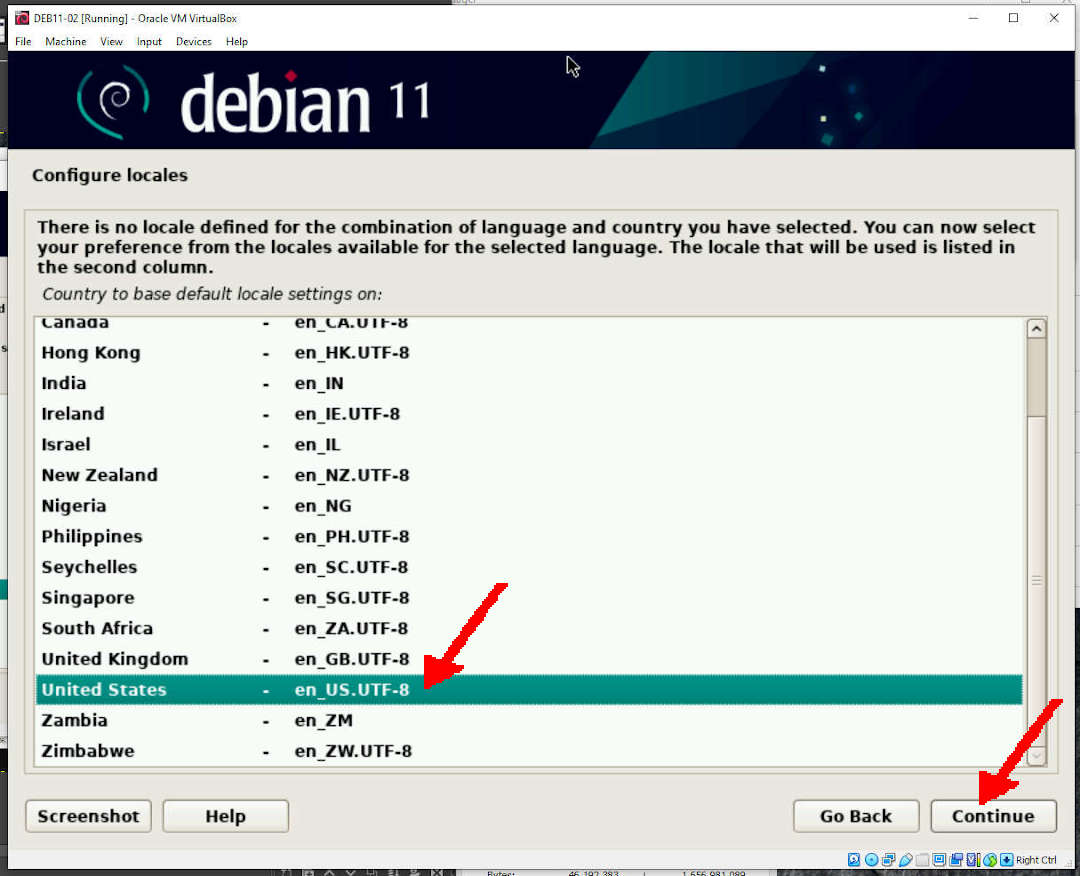 DEB11-02 [Running] - Oracle VM VirtualBox
File Machine View Input Devices Help
debian 11
Configure locales
There is no locale defined for the combination of language and country you have selected. You can now select
your preference from the locales available for the selected language. The locale that will be used is listed in
the second column.
Country to base default locale settings on:
Canada - en_CA.UTF-8
Hong Kong - en_HK.UTF-8
India - en_IN
Ireland - en_IE.UTF-8
Israel - en_IL
New Zealand - en_NZ.UTF-8
Nigeria - en_NG
Philippines - en_PH.UTF-8
Seychelles - en_SC.UTF-8
Singapore - en_SG.UTF-8
South Africa - en_ZA.UTF-8
United Kingdom - en_GB.UTF-8
United States - en_US.UTF-8
Zambia - en_ZM
Zimbabwe - en_ZW.UTF-8
Screenshot Help Go Back Continue
Right Ctrl
Bytes: 46,192,383